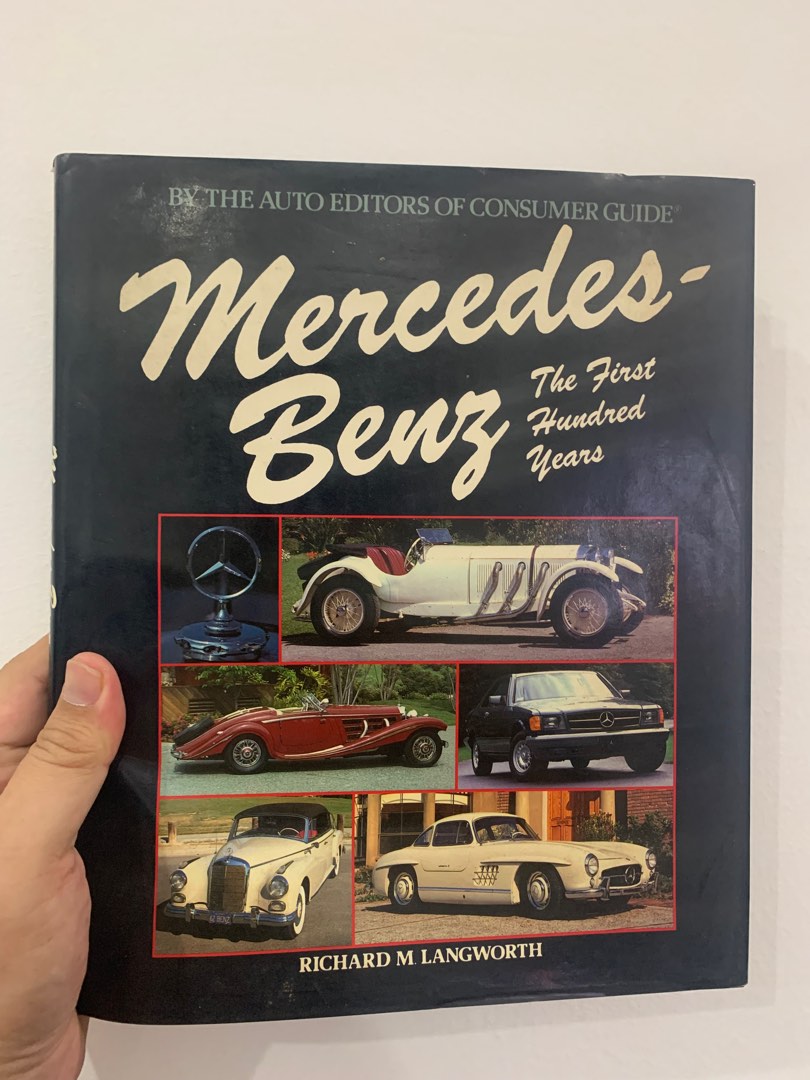 BY THE AUTO EDITORS OF CONSUMER GUIDE®
Mercedes-
Benz
The First
Hundred
Years
RICHARD M. LANGWORTH